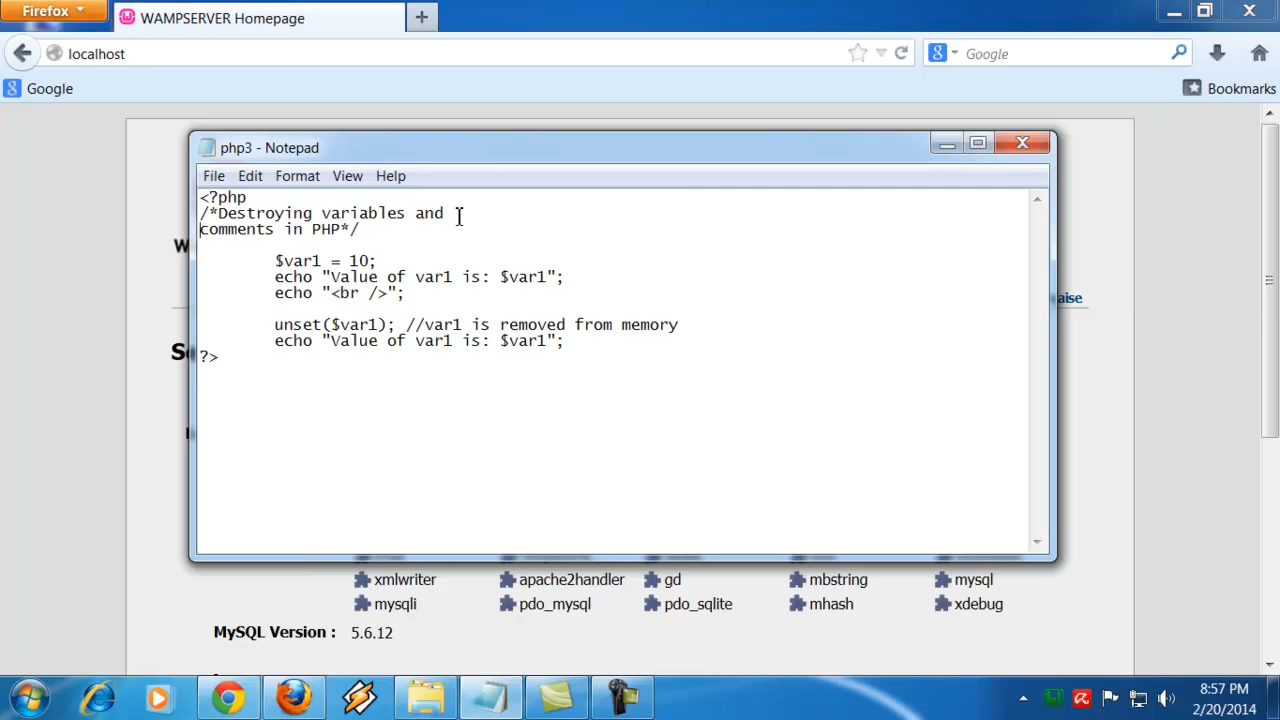 Firefox
WAMPSERVER Homepage
localhost
Google
Google
Bookmarks
php3 - Notepad
File Edit Format View Help
<?php
/*Destroying variables and
comments in PHP*/
$var1 = 10;
echo "Value of var1 is: $var1";
echo "<br />";
unset($var1); //var1 is removed from memory
echo "Value of var1 is: $var1";
?>
xmlwriter apache2handler gd mbstring mysql
mysqli pdo_mysql pdo_sqlite mhash xdebug
MySQL Version : 5.6.12
8:57 PM
2/20/2014